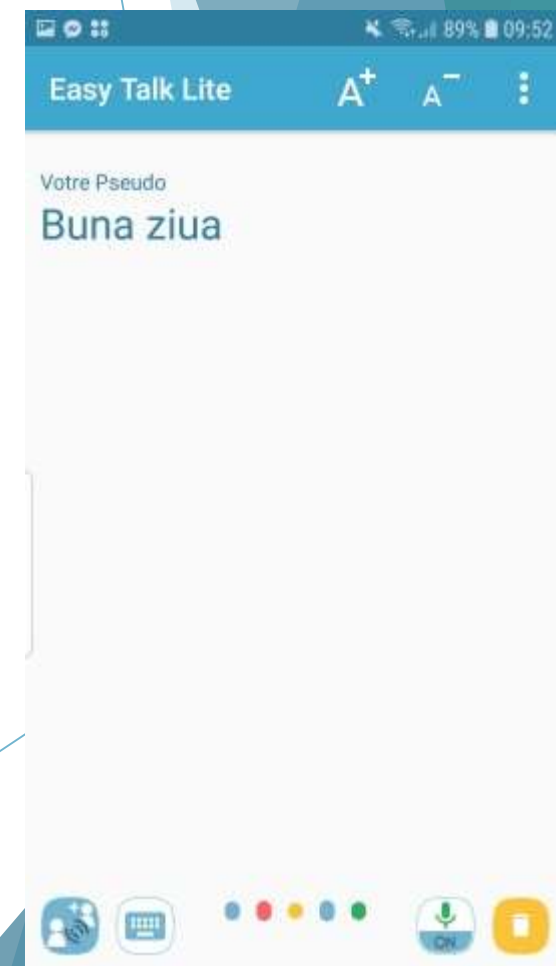 89% 09:52
Easy Talk Lite A+ A-
Votre Pseudo
Buna ziua
ON